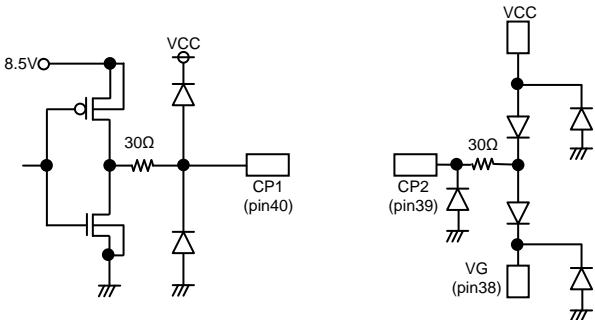 8.5V
VCC
30Ω
CP1
(pin40)
VCC
30Ω
CP2
(pin39)
VG
(pin38)